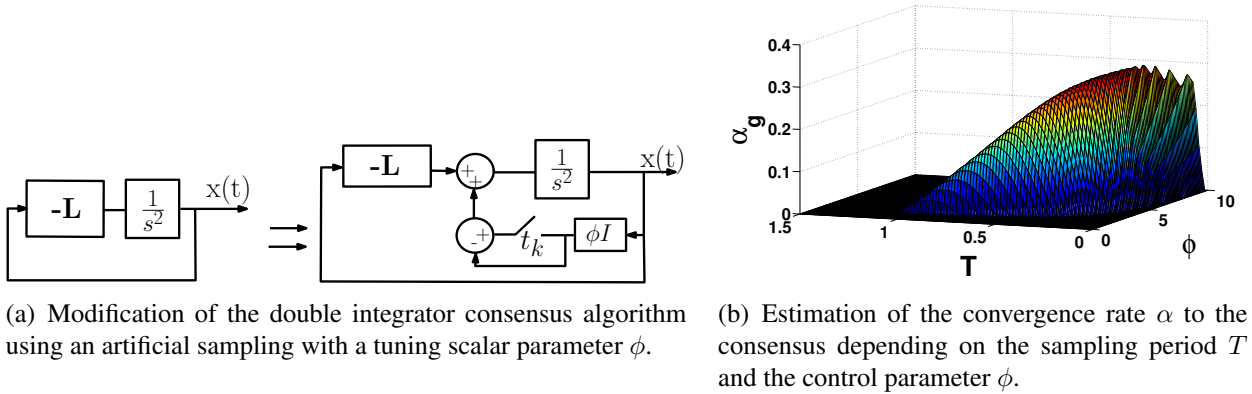 -L
1
s²
x(t)
-L
+
+
1
s²
x(t)
-
+
t_k
ϕI
(a) Modification of the double integrator consensus algorithm
using an artificial sampling with a tuning scalar parameter ϕ.
0.4
0.3
0.2
0.1
0
α_g
1.5
1
0.5
0
T
0
5
10
ϕ
(b) Estimation of the convergence rate α to the
consensus depending on the sampling period T
and the control parameter ϕ.